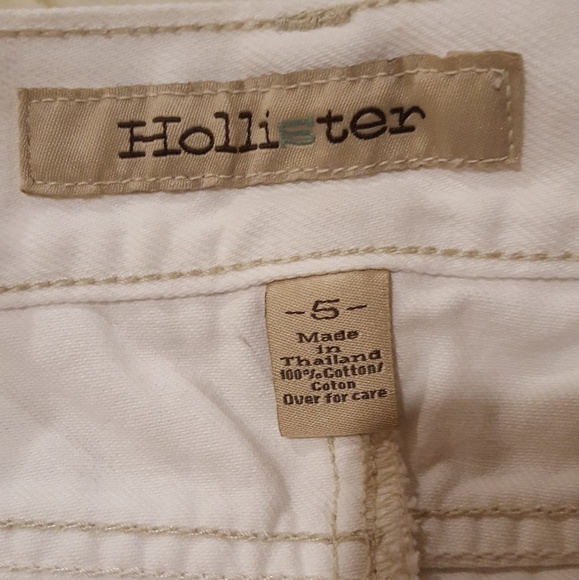 Hollister
-5-
Made
in
Thailand
100% Cotton/
Coton
Over for care